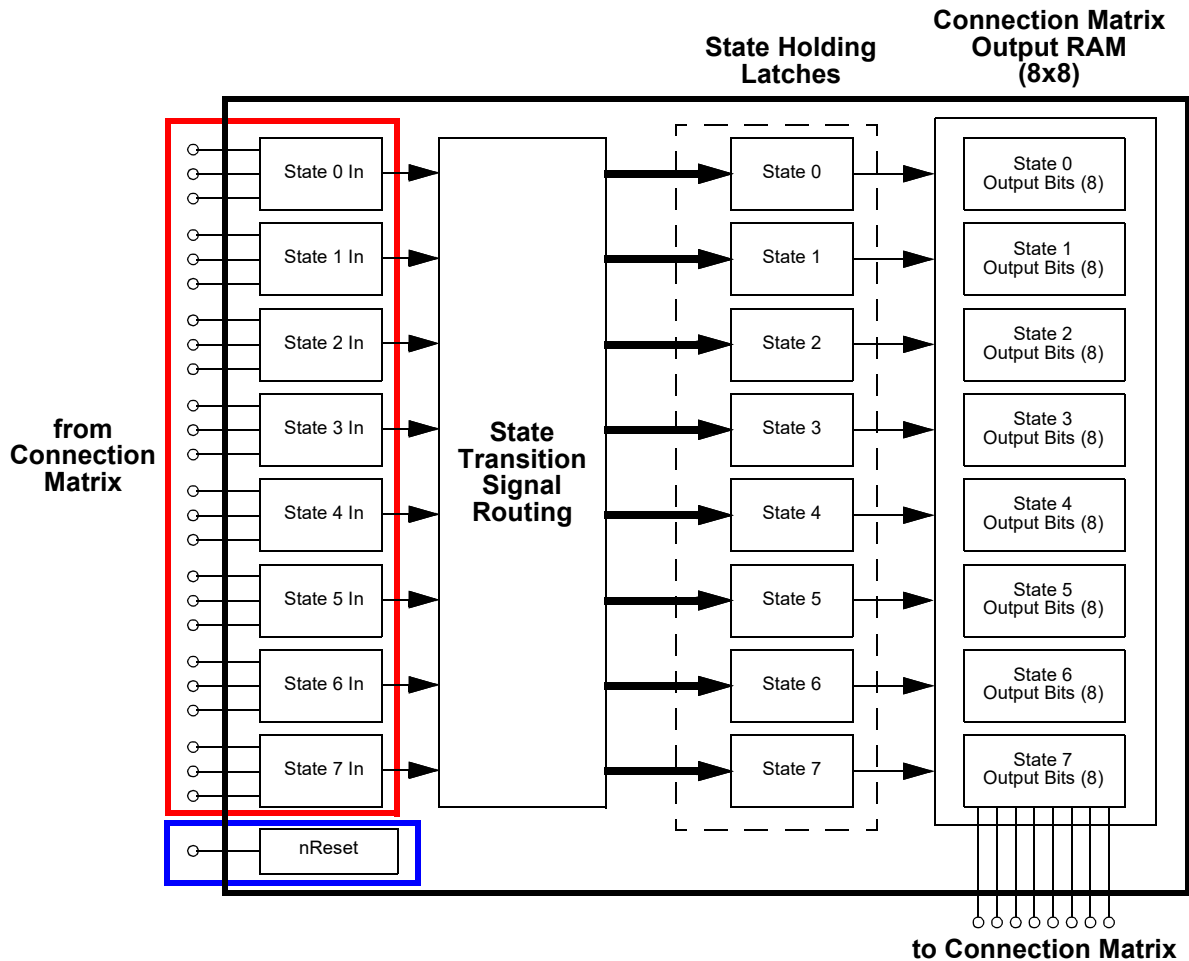 Connection Matrix
Output RAM
(8x8)
State Holding
Latches
from
Connection
Matrix
State 0 In
State 1 In
State 2 In
State 3 In
State 4 In
State 5 In
State 6 In
State 7 In
nReset
State
Transition
Signal
Routing
State 0
State 1
State 2
State 3
State 4
State 5
State 6
State 7
State 0
Output Bits (8)
State 1
Output Bits (8)
State 2
Output Bits (8)
State 3
Output Bits (8)
State 4
Output Bits (8)
State 5
Output Bits (8)
State 6
Output Bits (8)
State 7
Output Bits (8)
to Connection Matrix